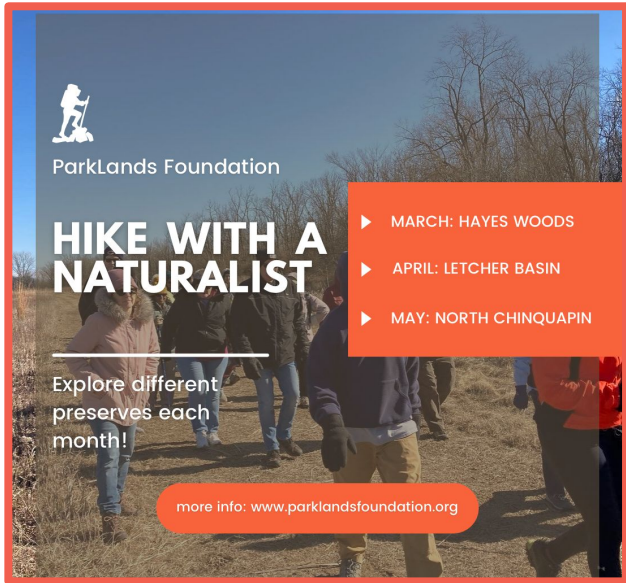 ParkLands Foundation
HIKE WITH A
NATURALIST
Explore different
preserves each
month!
MARCH: HAYES WOODS
APRIL: LETCHER BASIN
MAY: NORTH CHINQUAPIN
more info: www.parklandsfoundation.org